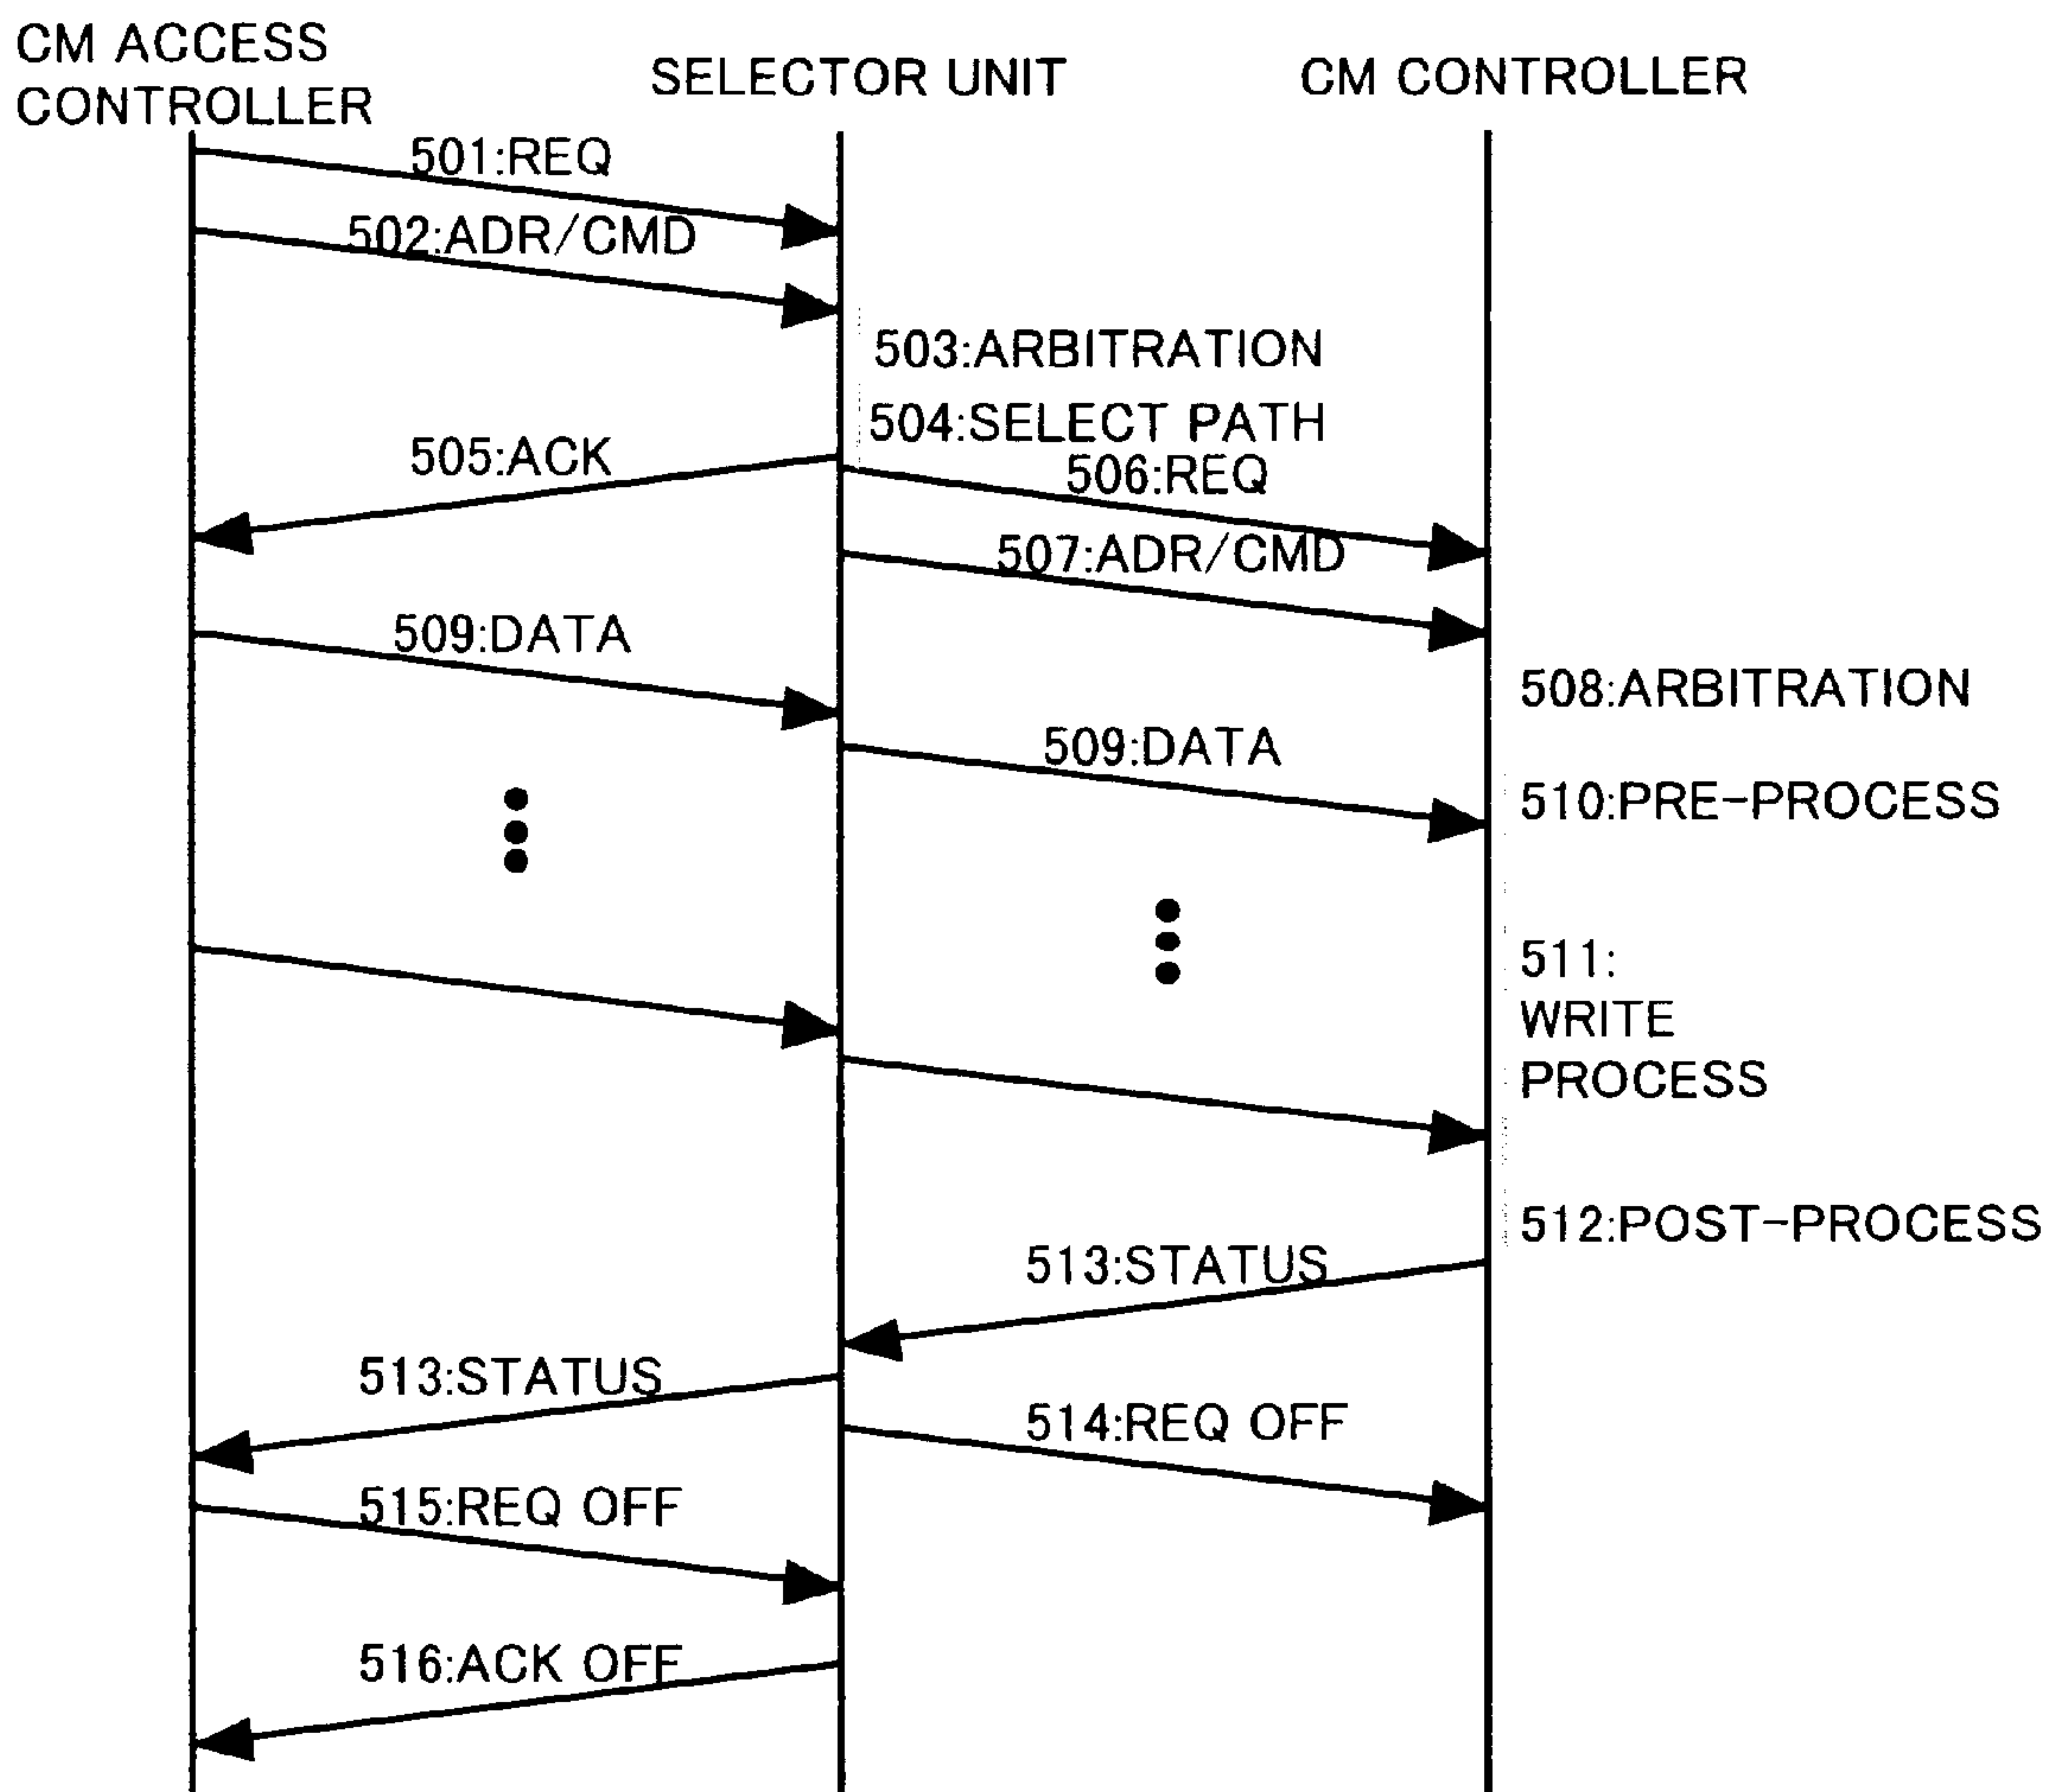 CM ACCESS
CONTROLLER
SELECTOR UNIT
CM CONTROLLER
501:REQ
502:ADR/CMD
503:ARBITRATION
504:SELECT PATH
505:ACK
506:REQ
507:ADR/CMD
509:DATA
508:ARBITRATION
509:DATA
510:PRE-PROCESS
511:
WRITE
PROCESS
512:POST-PROCESS
513:STATUS
513:STATUS
514:REQ OFF
515:REQ OFF
516:ACK OFF